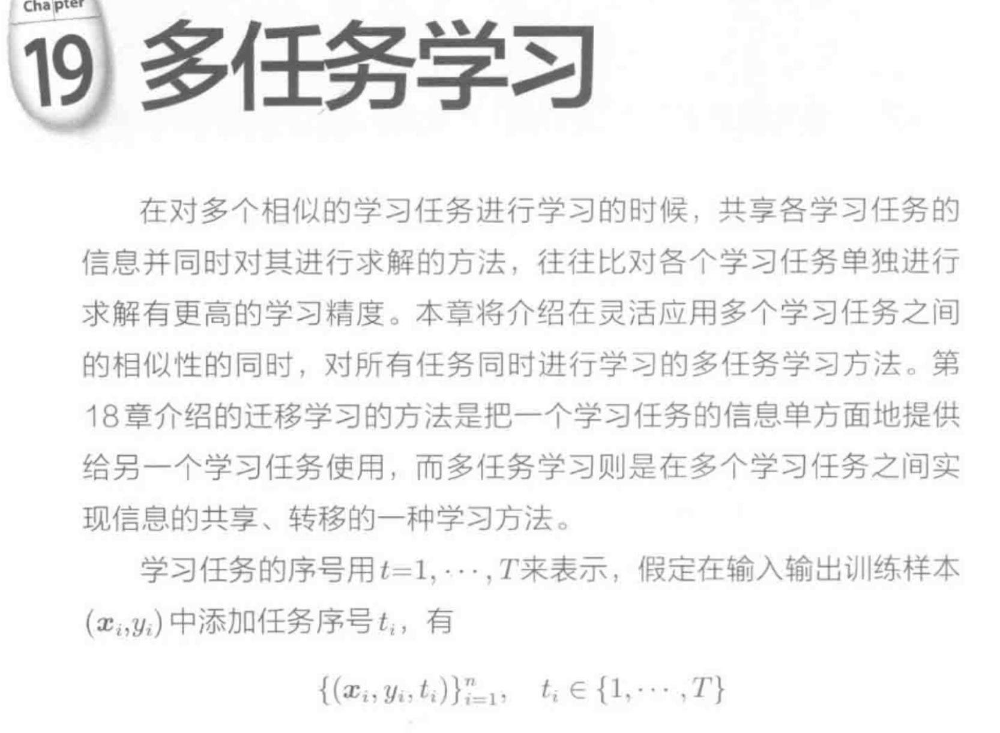 Chapter
19 多任务学习
在对多个相似的学习任务进行学习的时候，共享各学习任务的
信息并同时对其进行求解的方法，往往比对各个学习任务单独进行
求解有更高的学习精度。本章将介绍在灵活应用多个学习任务之间
的相似性的同时，对所有任务同时进行学习的多任务学习方法。第
18章介绍的迁移学习的方法是把一个学习任务的信息单方面地提供
给另一个学习任务使用，而多任务学习则是在多个学习任务之间实
现信息的共享、转移的一种学习方法。
学习任务的序号用t=1, ⋯ , T来表示，假定在输入输出训练样本
(x_i,y_i)中添加任务序号t_i，有
{(x_i, y_i, t_i)}_{i=1}^n, t_i ∈ {1, ⋯ , T}